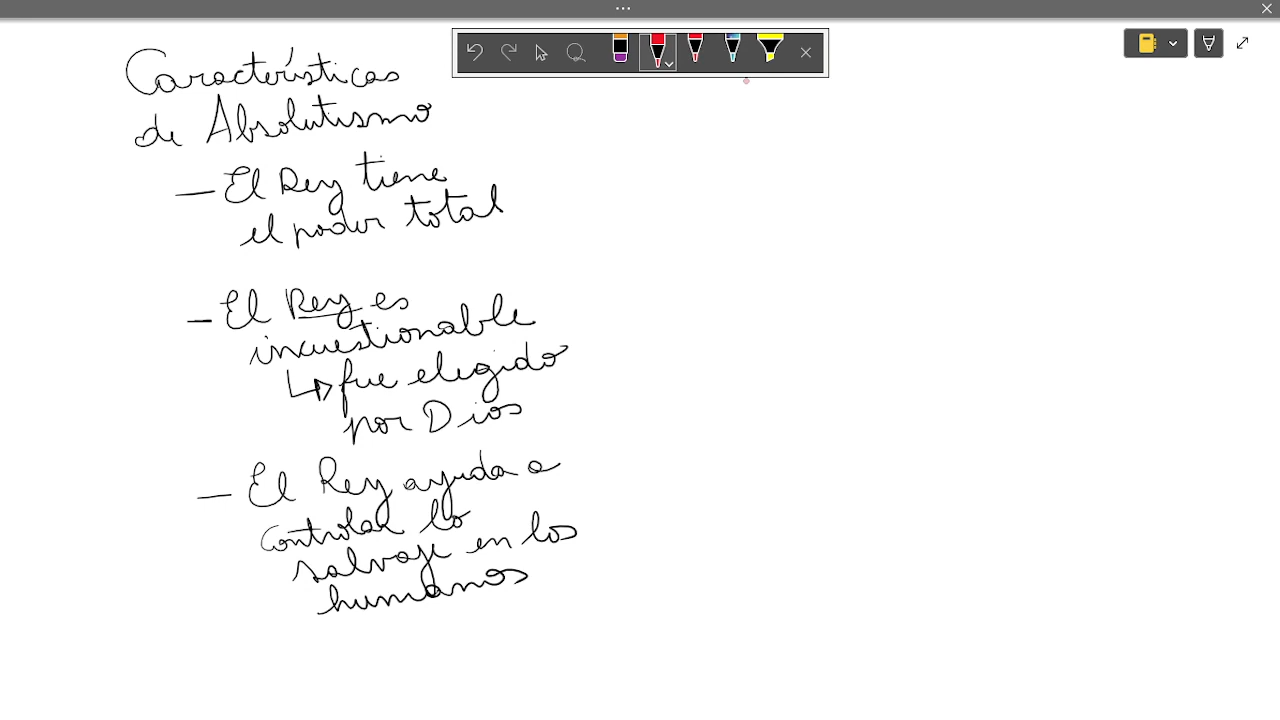 Características
de Absolutismo
— El Rey tiene
el poder total
— El Rey es
incuestionable
↳ fue elegido
por Dios
— El Rey ayuda a
controlar lo
salvaje en los
humanos